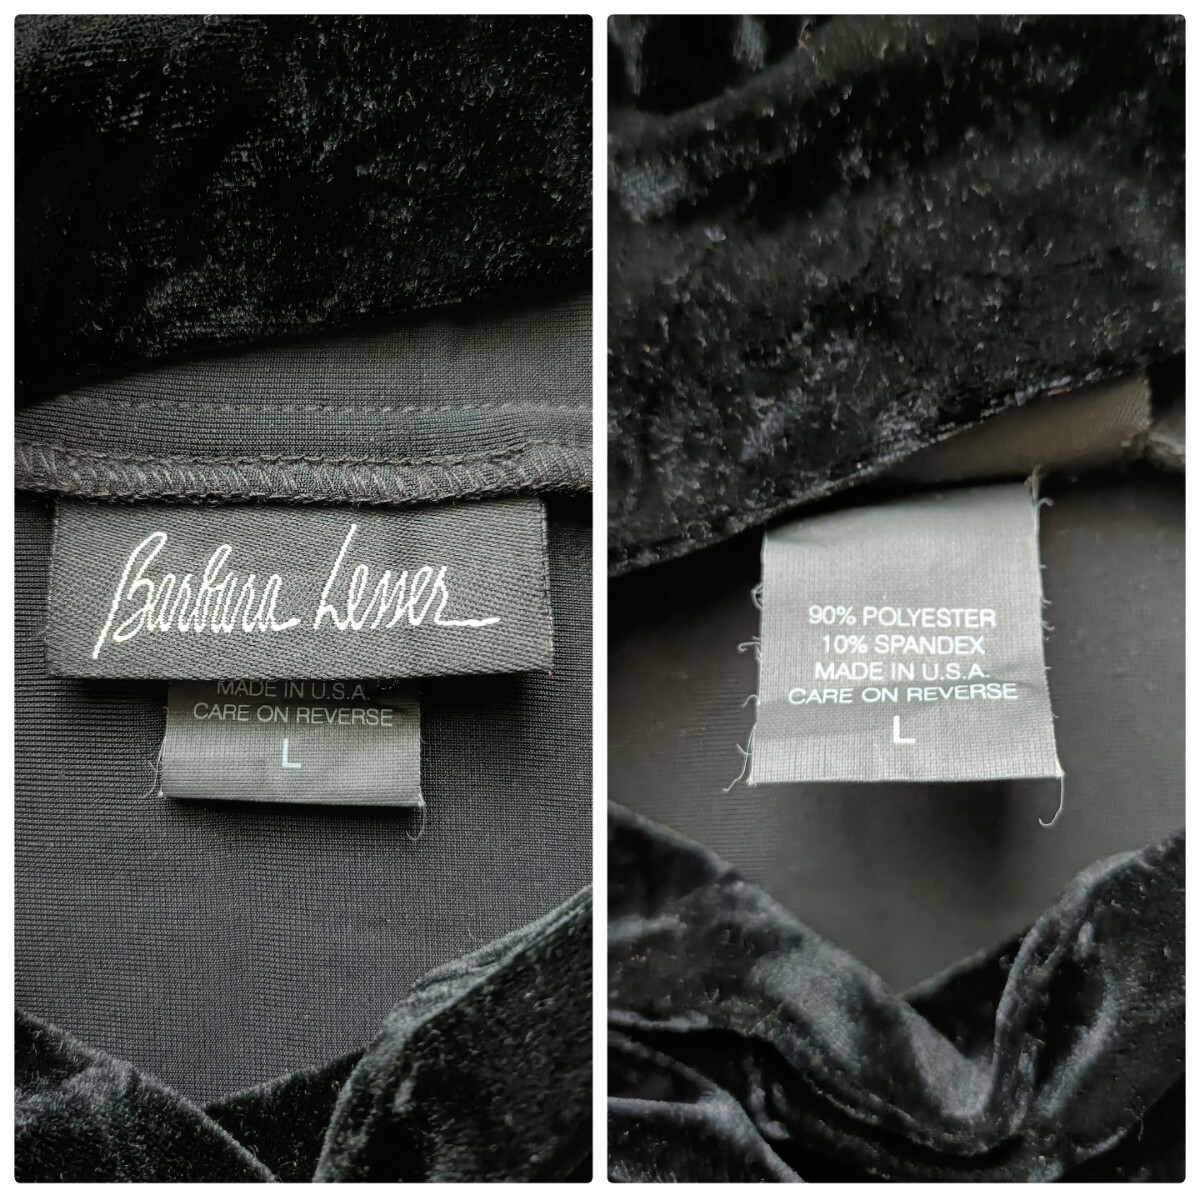 Barbara Lesser
MADE IN U.S.A.
CARE ON REVERSE
L
90% POLYESTER
10% SPANDEX
MADE IN U.S.A.
CARE ON REVERSE
L